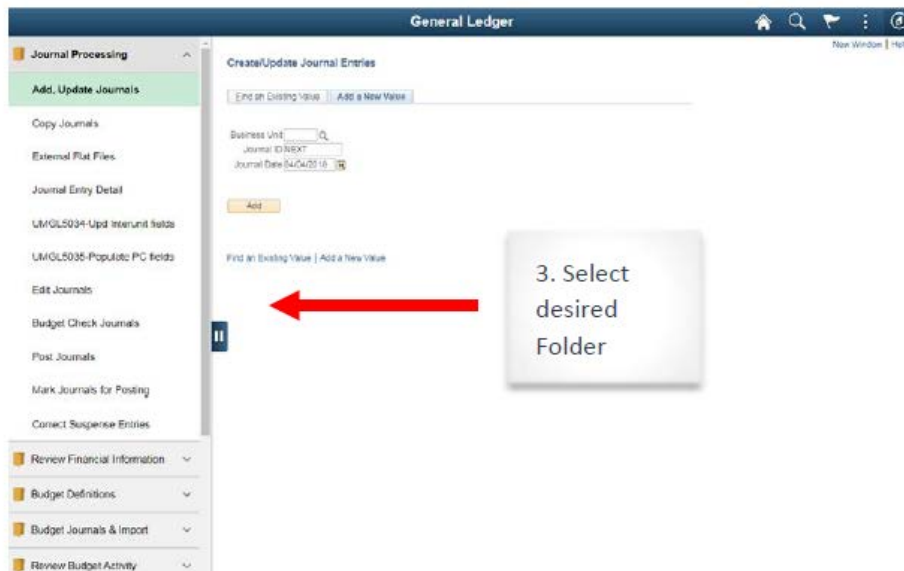 General Ledger
New Window | Hel
Journal Processing
Add, Update Journals
Copy Journals
External Flat Files
Journal Entry Detail
UMGL5034-Upd Interunit fields
UMGL5035-Populate PC fields
Edit Journals
Budget Check Journals
Post Journals
Mark Journals for Posting
Correct Suspense Entries
Review Financial Information
Budget Definitions
Budget Journals & Import
Review Budget Activity
Create/Update Journal Entries
Find an Existing Value Add a New Value
Business Unit
Journal ID NEXT
Journal Date 04/04/2018
Add
Find an Existing Value | Add a New Value
3. Select
desired
Folder